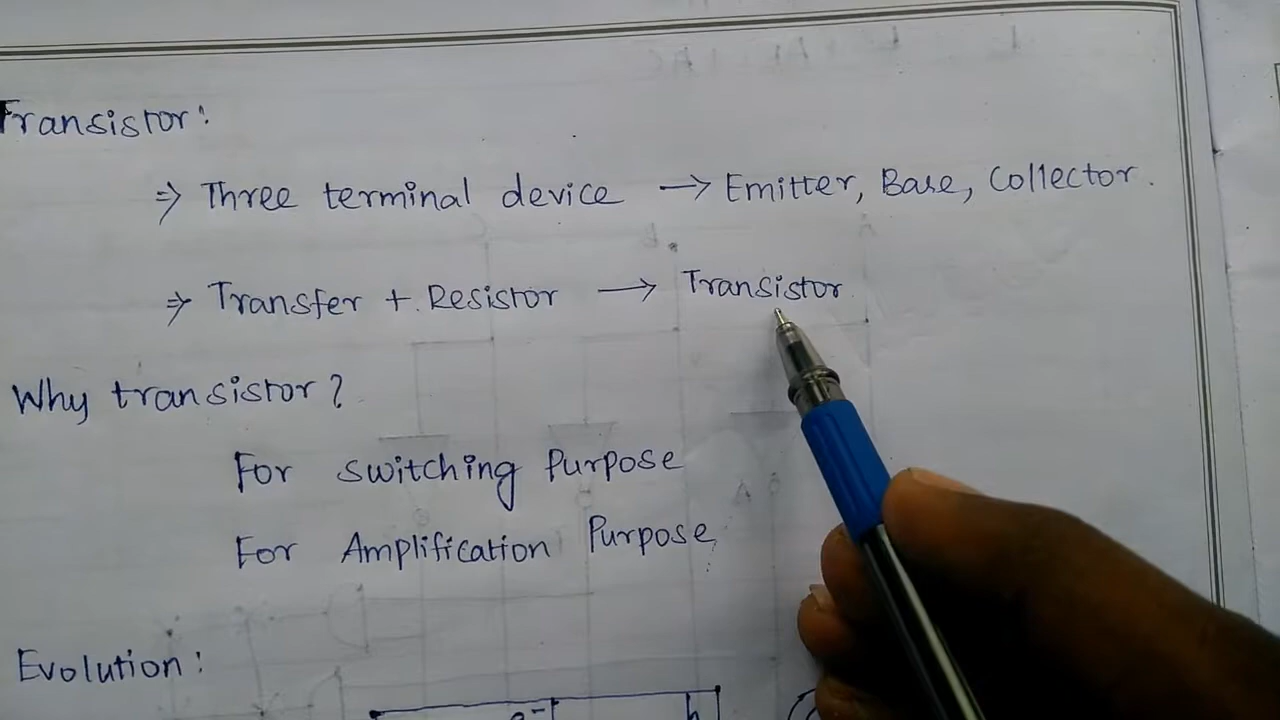 Transistor:
⇒ Three terminal device → Emitter, Base, Collector.
⇒ Transfer + Resistor → Transistor
Why transistor?
For switching Purpose
For Amplification Purpose
Evolution:
e- h